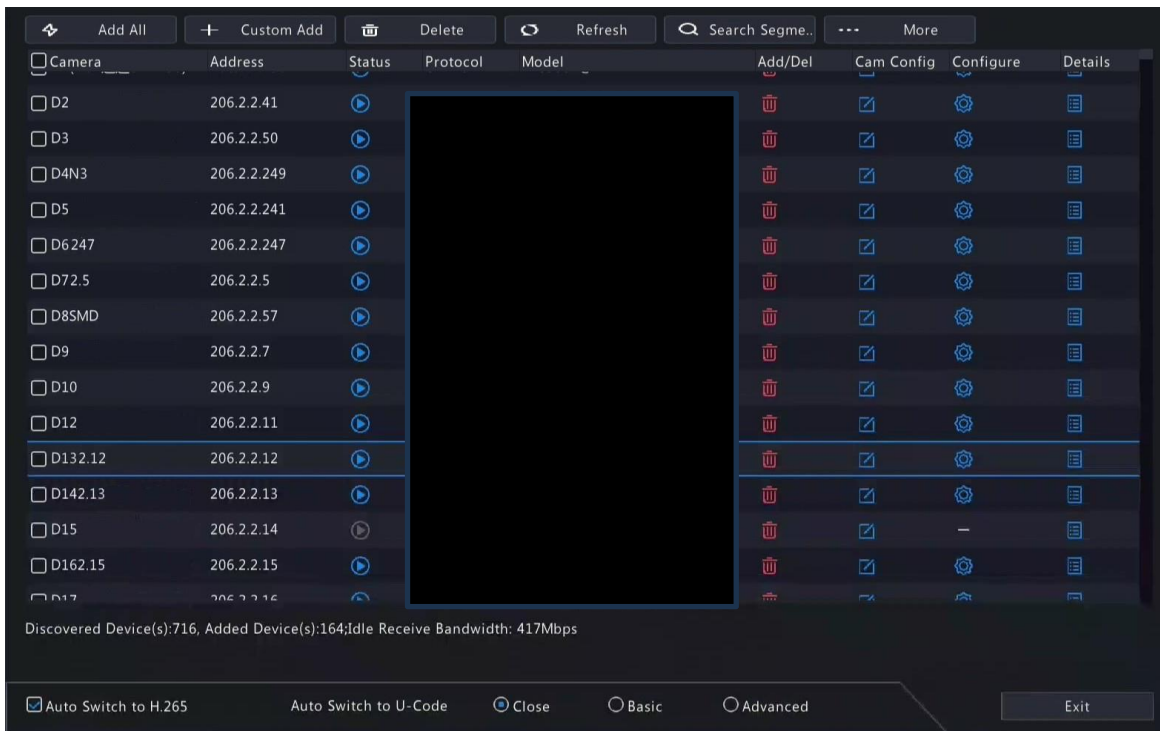 Add All Custom Add Delete Refresh Search Segme.. ... More
Camera Address Status Protocol Model Add/Del Cam Config Configure Details
D2 206.2.2.41
D3 206.2.2.50
D4N3 206.2.2.249
D5 206.2.2.241
D6247 206.2.2.247
D72.5 206.2.2.5
D8SMD 206.2.2.57
D9 206.2.2.7
D10 206.2.2.9
D12 206.2.2.11
D132.12 206.2.2.12
D142.13 206.2.2.13
D15 206.2.2.14 —
D162.15 206.2.2.15
D17 206.2.2.16
Discovered Device(s):716, Added Device(s):164;Idle Receive Bandwidth: 417Mbps
Auto Switch to H.265 Auto Switch to U-Code Close Basic Advanced Exit